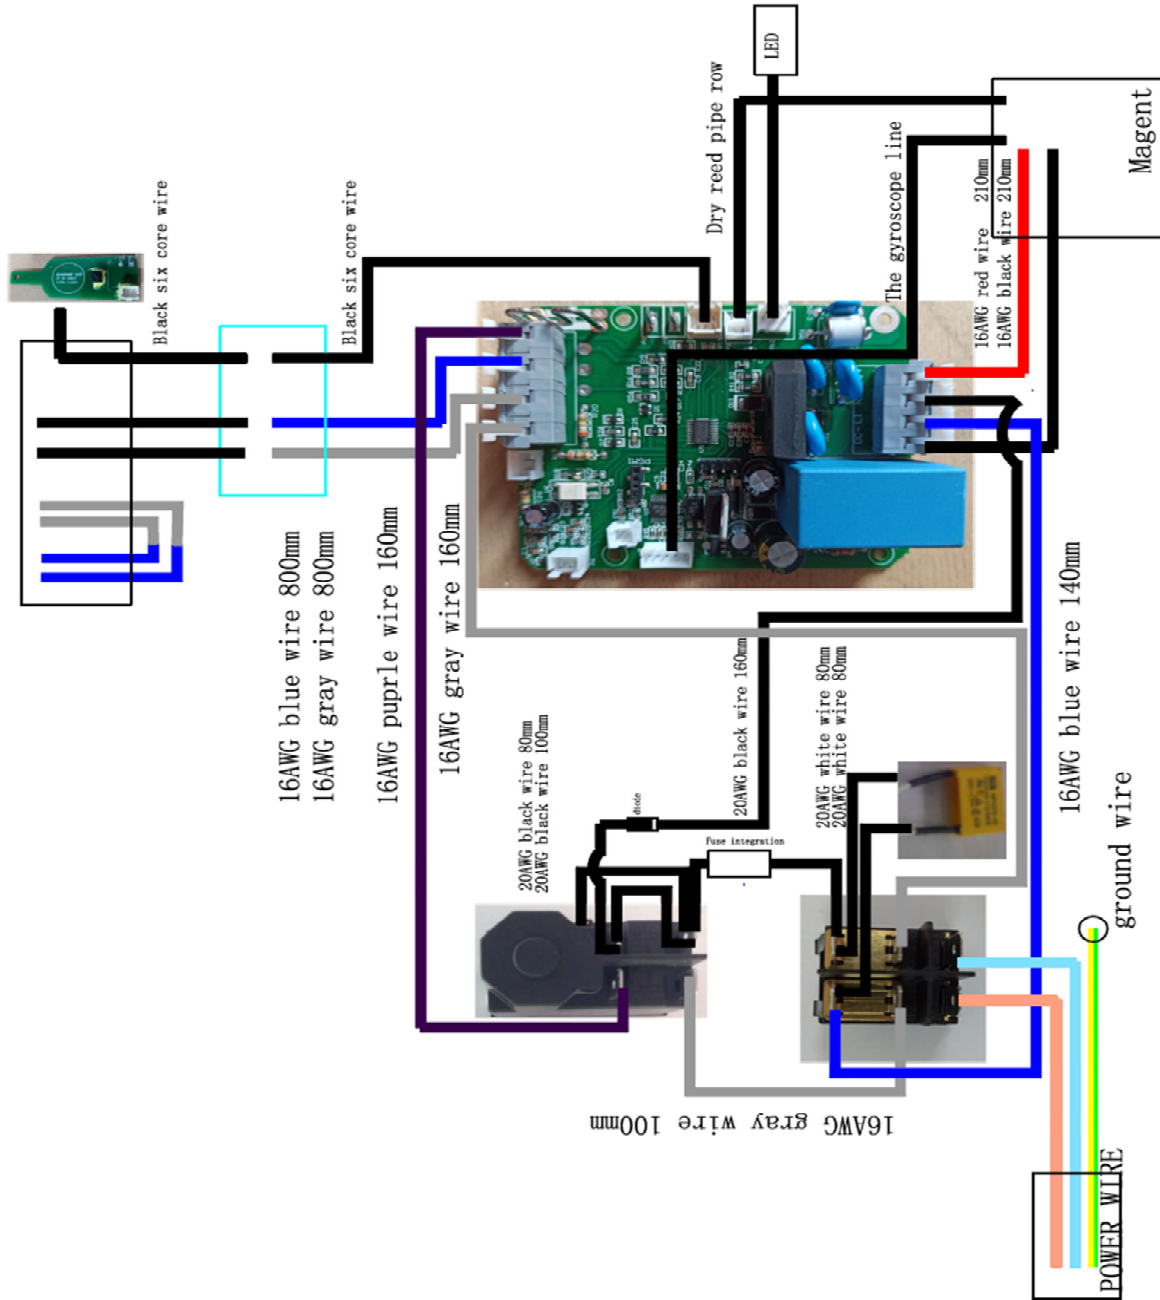 LED
Dry reed pipe row
The gyroscope line
Magent
16AWG red wire 210mm
16AWG black wire 210mm
Black six core wire
Black six core wire
16AWG blue wire 800mm
16AWG gray wire 800mm
16AWG puprle wire 160mm
16AWG gray wire 160mm
20AWG black wire 80mm
20AWG black wire 100mm
diode
20AWG black wire 160mm
Fuse integration
20AWG white wire 80mm
20AWG white wire 80mm
16AWG blue wire 140mm
ground wire
16AWG gray wire 100mm
POWER WIRE